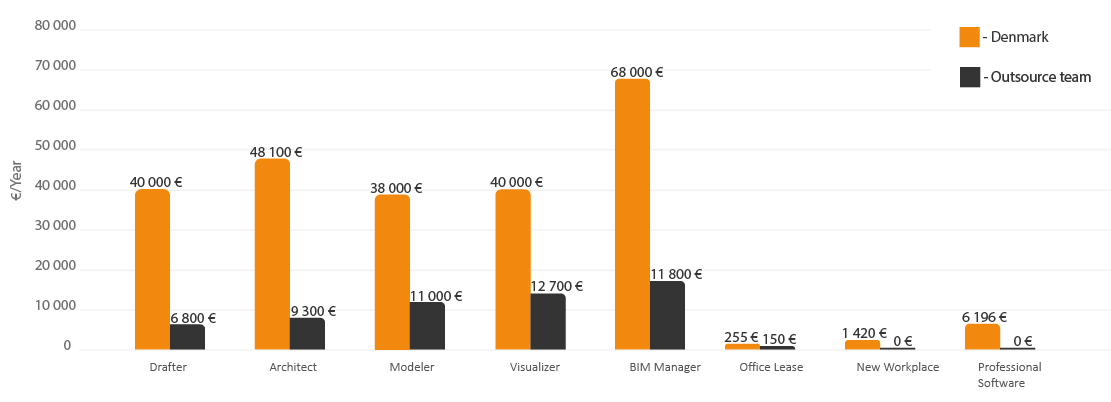 80 000
70 000
60 000
50 000
40 000
30 000
20 000
10 000
0
€/Year
- Denmark
- Outsource team
40 000 €
6 800 €
48 100 €
9 300 €
38 000 €
11 000 €
40 000 €
12 700 €
68 000 €
11 800 €
255 €
150 €
1 420 €
0 €
6 196 €
0 €
Drafter
Architect
Modeler
Visualizer
BIM Manager
Office Lease
New Workplace
Professional
Software